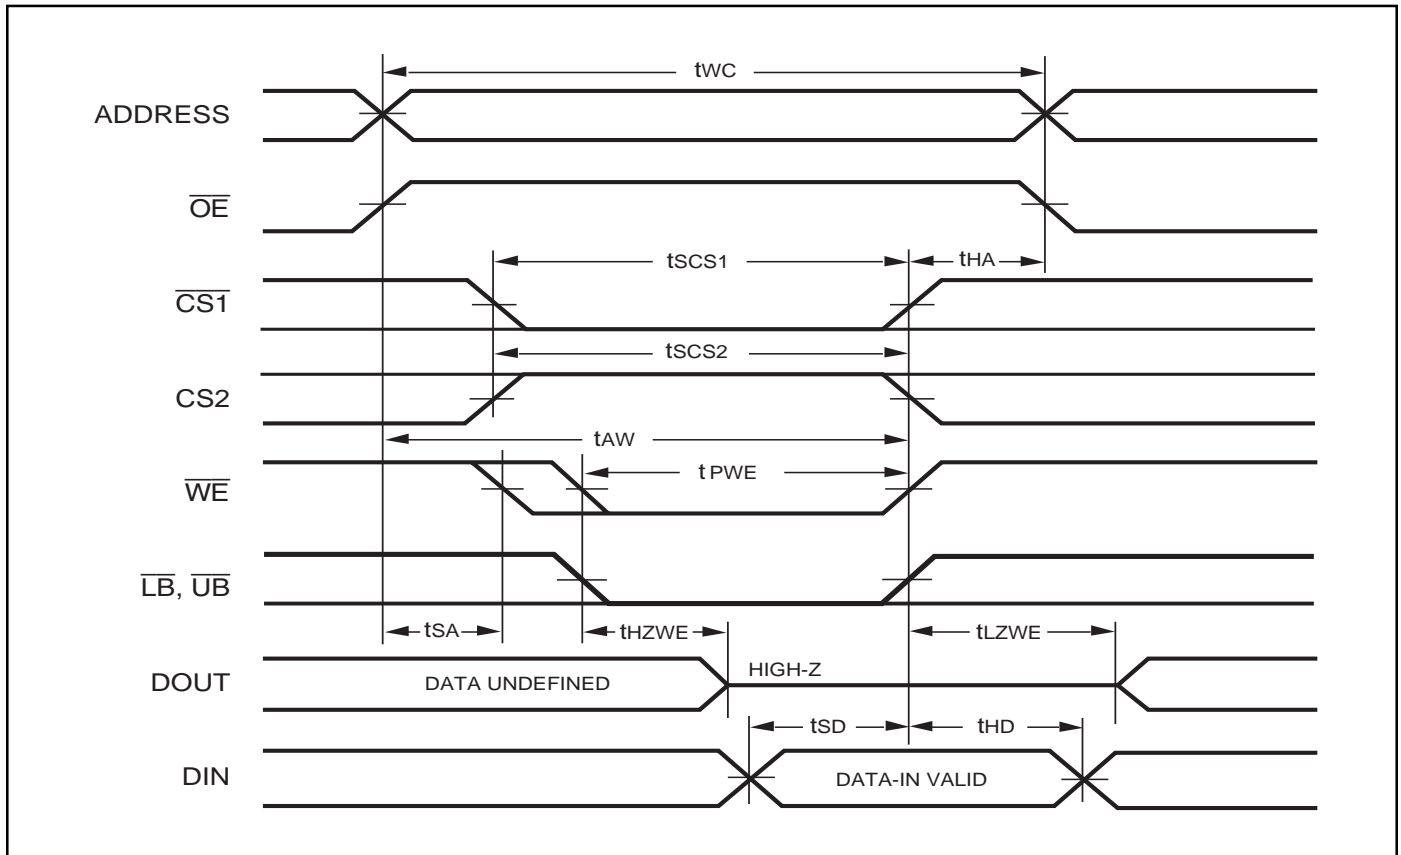 tWC
ADDRESS
OE
tSCS1
tHA
CS1
tSCS2
CS2
tAW
tPWE
WE
LB, UB
tSA
tHZWE
tLZWE
DOUT
DATA UNDEFINED
HIGH-Z
tSD
tHD
DIN
DATA-IN VALID